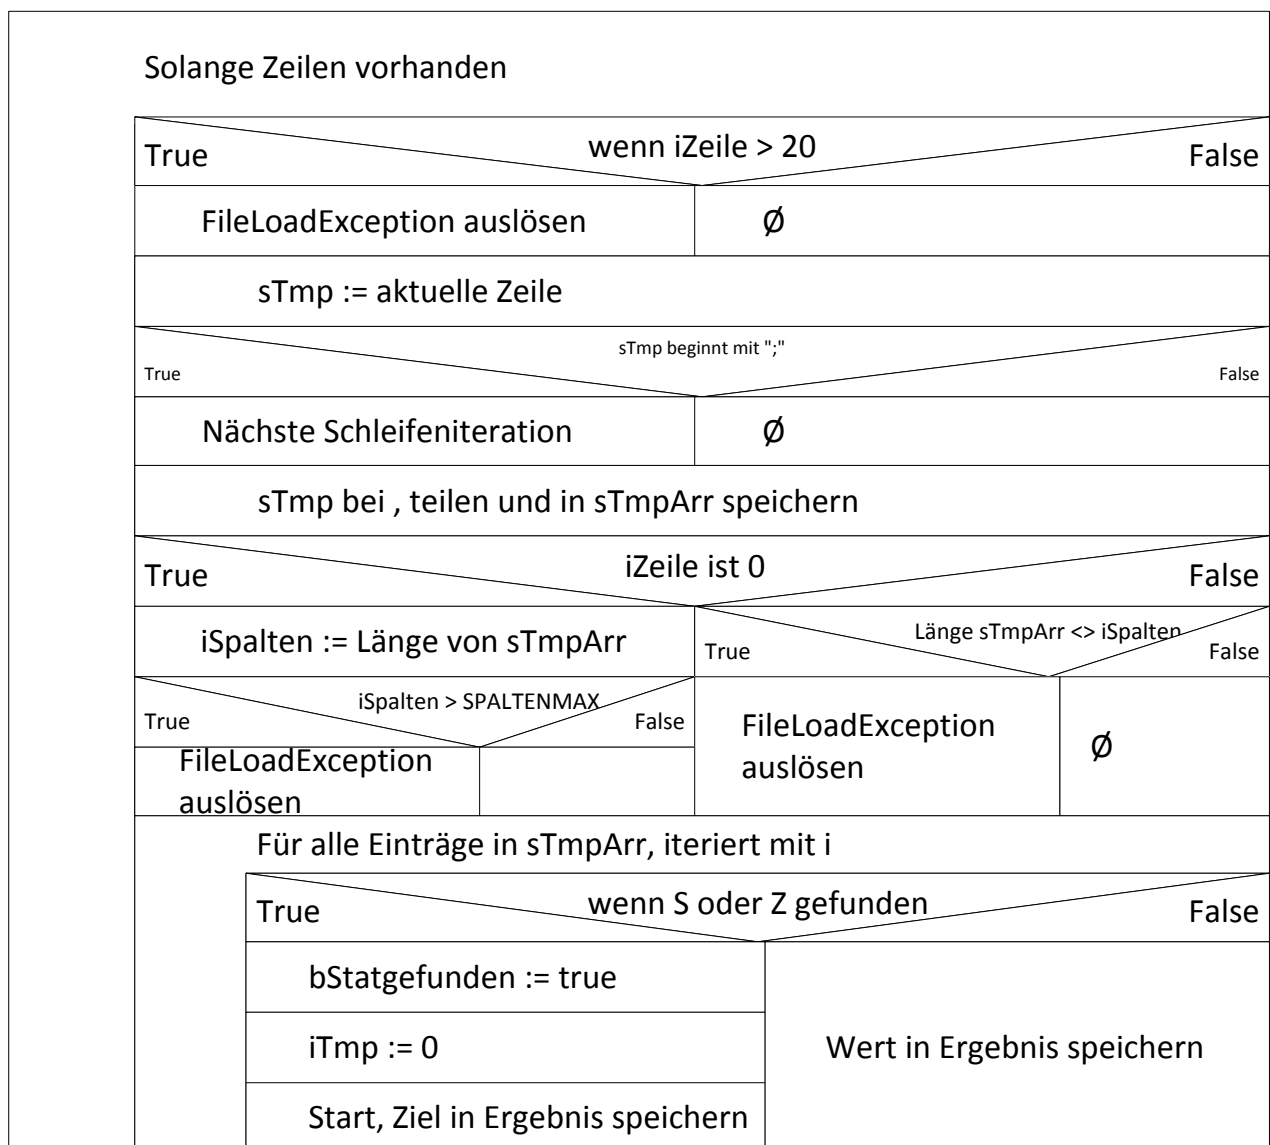 Solange Zeilen vorhanden
wenn iZeile > 20
True
False
FileLoadException auslösen
Ø
sTmp := aktuelle Zeile
sTmp beginnt mit ";"
True
False
Nächste Schleifeniteration
Ø
sTmp bei , teilen und in sTmpArr speichern
iZeile ist 0
True
False
iSpalten := Länge von sTmpArr
Länge sTmpArr <> iSpalten
True
False
iSpalten > SPALTENMAX
True
False
FileLoadException
auslösen
FileLoadException
auslösen
Ø
Für alle Einträge in sTmpArr, iteriert mit i
wenn S oder Z gefunden
True
False
bStatgefunden := true
iTmp := 0
Wert in Ergebnis speichern
Start, Ziel in Ergebnis speichern